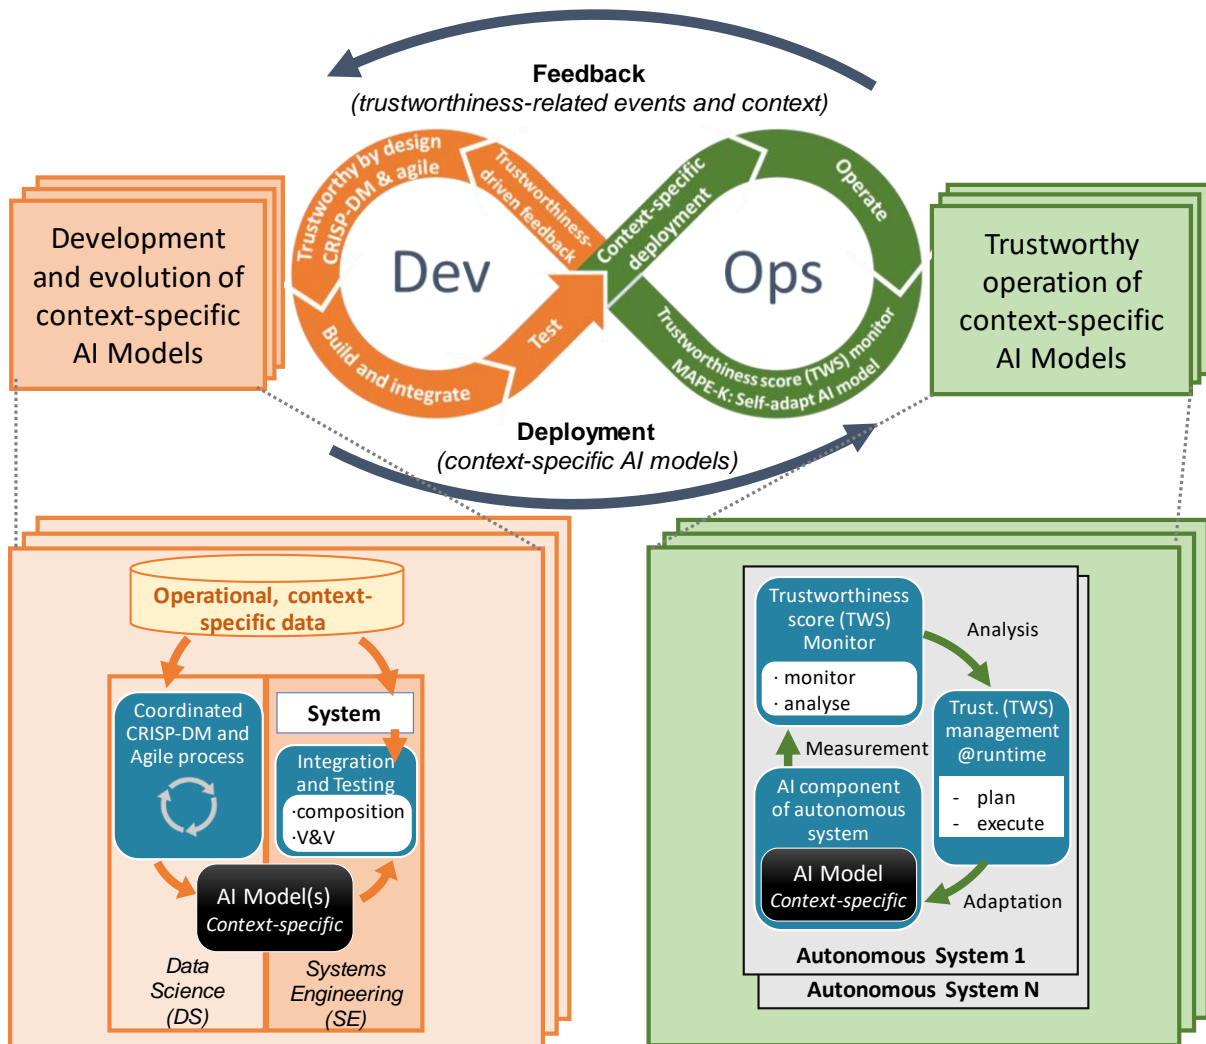 Feedback
(trustworthiness-related events and context)
Development
and evolution of
context-specific
AI Models
Trustworthy by design
CRISP-DM & agile
Trustworthiness-
driven feedback
Dev
Build and integrate
Test
Context-specific
deployment
Operate
Ops
Trustworthiness score (TWS) monitor
MAPE-K: Self-adapt AI model
Trustworthy
operation of
context-specific
AI Models
Deployment
(context-specific AI models)
Operational, context-
specific data
Coordinated
CRISP-DM and
Agile process
System
Integration
and Testing
·composition
·V&V
AI Model(s)
Context-specific
Data
Science
(DS)
Systems
Engineering
(SE)
Trustworthiness
score (TWS)
Monitor
· monitor
· analyse
Analysis
Trust. (TWS)
management
@runtime
- plan
- execute
Measurement
AI component
of autonomous
system
AI Model
Context-specific
Adaptation
Autonomous System 1
Autonomous System N